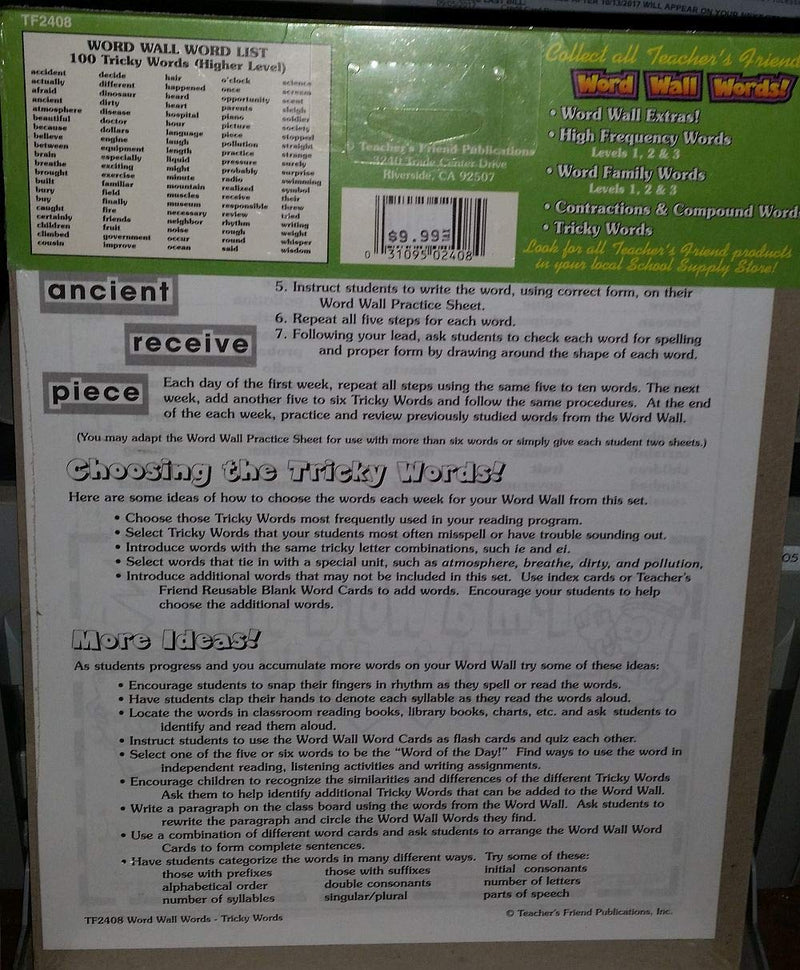 05/05/2017
LAST BILL.
AFTER 10/13/2017 WILL APPEAR ON YOUR
TF2408
WORD WALL WORD LIST
100 Tricky Words (Higher Level)
accident
actually
afraid
ancient
atmosphere
beautiful
because
believe
between
brain
breathe
brought
built
bury
buy
caught
certainly
children
climbed
cousin
decide
different
dinosaur
dirty
disease
doctor
dollars
engine
equipment
especially
exciting
exercise
familiar
field
finally
fire
friends
fruit
government
improve
hair
happened
heard
heart
hospital
hour
language
laugh
length
liquid
might
minute
mountain
muscles
museum
necessary
neighbor
noise
occur
ocean
o'clock
once
opportunity
parents
piano
picture
piece
pollution
practice
pressure
probably
radio
realized
receive
responsible
review
rhythm
rough
round
said
science
scream
scent
sleigh
soldier
society
stopped
straight
strange
surely
surprise
swimming
symbol
their
threw
tried
writing
weight
whisper
wisdom
© Teacher's Friend Publications
3240 Trade Center Drive
Riverside, CA 92507
$9.99
0 31095 02408
Collect all Teacher's Friend
Word Wall Words!
• Word Wall Extras!
• High Frequency Words
Levels 1, 2 & 3
• Word Family Words
Levels 1, 2 & 3
• Contractions & Compound Word
• Tricky Words
Look for all Teacher's Friend products
in your local School Supply Store!
ancient
receive
piece
5. Instruct students to write the word, using correct form, on their
Word Wall Practice Sheet.
6. Repeat all five steps for each word.
7. Following your lead, ask students to check each word for spelling
and proper form by drawing around the shape of each word.
Each day of the first week, repeat all steps using the same five to ten words. The next
week, add another five to six Tricky Words and follow the same procedures. At the end
of the each week, practice and review previously studied words from the Word Wall.
(You may adapt the Word Wall Practice Sheet for use with more than six words or simply give each student two sheets.)
Choosing the Tricky Words!
Here are some ideas of how to choose the words each week for your Word Wall from this set.
• Choose those Tricky Words most frequently used in your reading program.
• Select Tricky Words that your students most often misspell or have trouble sounding out.
• Introduce words with the same tricky letter combinations, such ie and ei.
• Select words that tie in with a special unit, such as atmosphere, breathe, dirty, and pollution,
• Introduce additional words that may not be included in this set. Use index cards or Teacher's
Friend Reusable Blank Word Cards to add words. Encourage your students to help
choose the additional words.
More Ideas!
As students progress and you accumulate more words on your Word Wall try some of these ideas:
• Encourage students to snap their fingers in rhythm as they spell or read the words.
• Have students clap their hands to denote each syllable as they read the words aloud.
• Locate the words in classroom reading books, library books, charts, etc. and ask students to
identify and read them aloud.
• Instruct students to use the Word Wall Word Cards as flash cards and quiz each other.
• Select one of the five or six words to be the "Word of the Day!" Find ways to use the word in
independent reading, listening activities and writing assignments.
• Encourage children to recognize the similarities and differences of the different Tricky Words
Ask them to help identify additional Tricky Words that can be added to the Word Wall.
• Write a paragraph on the class board using the words from the Word Wall. Ask students to
rewrite the paragraph and circle the Word Wall Words they find.
• Use a combination of different word cards and ask students to arrange the Word Wall Word
Cards to form complete sentences.
• Have students categorize the words in many different ways. Try some of these:
those with prefixes those with suffixes initial consonants
alphabetical order double consonants number of letters
number of syllables singular/plural parts of speech
TF2408 Word Wall Words - Tricky Words
© Teacher's Friend Publications, Inc.
05